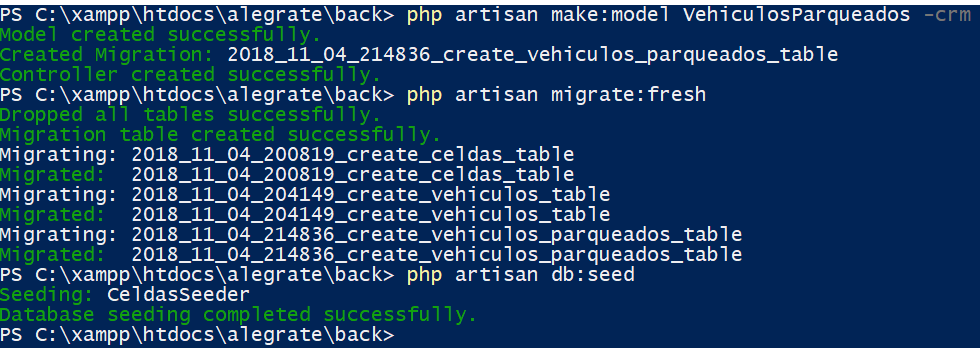 PS C:\xampp\htdocs\alegrate\back> php artisan make:model VehiculosParqueados -crm
Model created successfully.
Created Migration: 2018_11_04_214836_create_vehiculos_parqueados_table
Controller created successfully.
PS C:\xampp\htdocs\alegrate\back> php artisan migrate:fresh
Dropped all tables successfully.
Migration table created successfully.
Migrating: 2018_11_04_200819_create_celdas_table
Migrated:  2018_11_04_200819_create_celdas_table
Migrating: 2018_11_04_204149_create_vehiculos_table
Migrated:  2018_11_04_204149_create_vehiculos_table
Migrating: 2018_11_04_214836_create_vehiculos_parqueados_table
Migrated:  2018_11_04_214836_create_vehiculos_parqueados_table
PS C:\xampp\htdocs\alegrate\back> php artisan db:seed
Seeding: CeldasSeeder
Database seeding completed successfully.
PS C:\xampp\htdocs\alegrate\back>